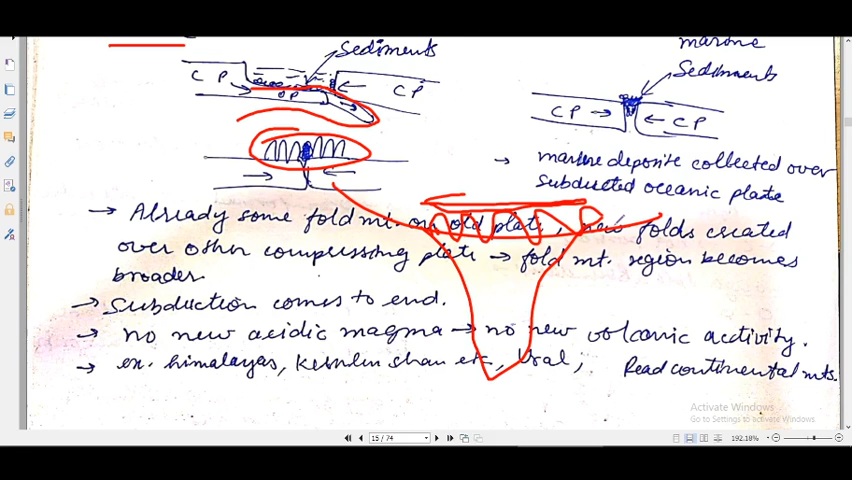 marine
Sediments
Sediments
C P
OP
C P
CP
CP
→ marine deposite collected over
subducted oceanic plate
→ Already some fold mt. on old plate, new folds created
over other compressing plate → fold mt. region becomes
broader.
→ Subduction comes to end.
→ no new acidic magma → no new volcanic activity.
→ ex. himalayas, Kunlun shan etc, Ural; Read continental mts.
Activate Windows
Go to Settings to activate Windows.
15 / 74
192.18%